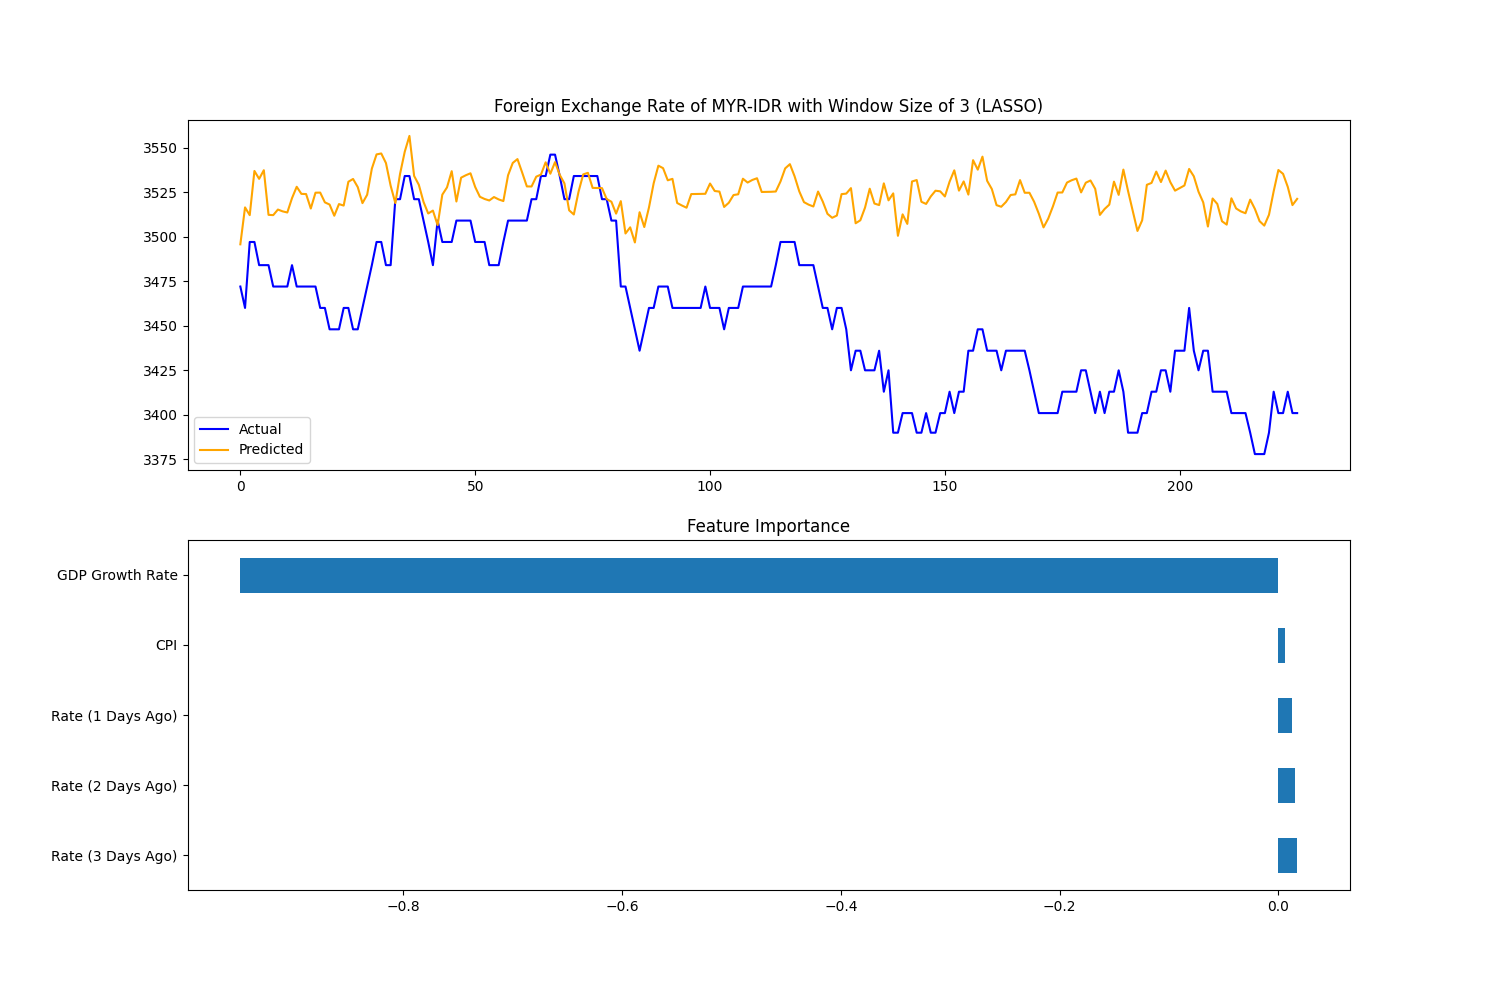 Foreign Exchange Rate of MYR-IDR with Window Size of 3 (LASSO)
3550
3525
3500
3475
3450
3425
3400
3375
Actual
Predicted
0 50 100 150 200
Feature Importance
GDP Growth Rate
CPI
Rate (1 Days Ago)
Rate (2 Days Ago)
Rate (3 Days Ago)
−0.8 −0.6 −0.4 −0.2 0.0